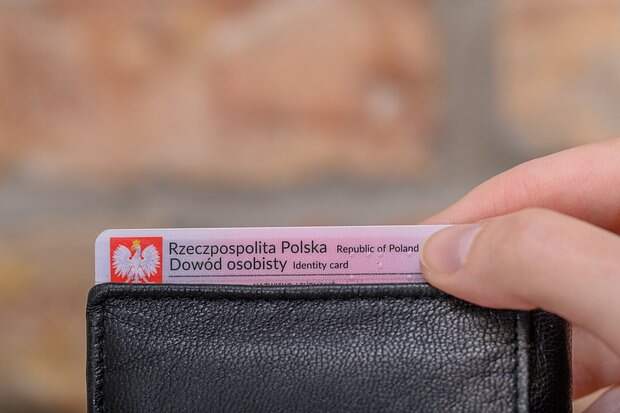 Rzeczpospolita Polska Republic of Poland
Dowód osobisty Identity card